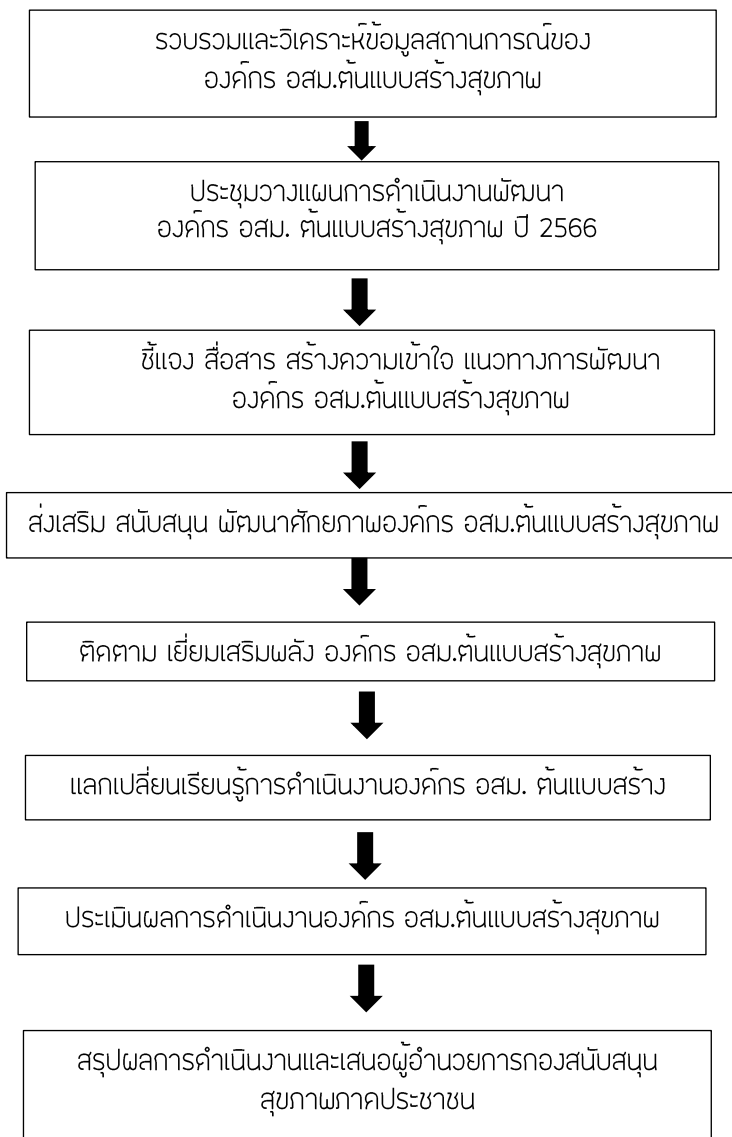 รวบรวมและวิเคราะห์ข้อมูลสถานการณ์ของ
องค์กร อสม.ต้นแบบสร้างสุขภาพ
ประชุมวางแผนการดำเนินงานพัฒนา
องค์กร อสม. ต้นแบบสร้างสุขภาพ ปี 2566
ชี้แจง สื่อสาร สร้างความเข้าใจ แนวทางการพัฒนา
องค์กร อสม.ต้นแบบสร้างสุขภาพ
ส่งเสริม สนับสนุน พัฒนาศักยภาพองค์กร อสม.ต้นแบบสร้างสุขภาพ
ติดตาม เยี่ยมเสริมพลัง องค์กร อสม.ต้นแบบสร้างสุขภาพ
แลกเปลี่ยนเรียนรู้การดำเนินงานองค์กร อสม. ต้นแบบสร้าง
ประเมินผลการดำเนินงานองค์กร อสม.ต้นแบบสร้างสุขภาพ
สรุปผลการดำเนินงานและเสนอผู้อำนวยการกองสนับสนุน
สุขภาพภาคประชาชน